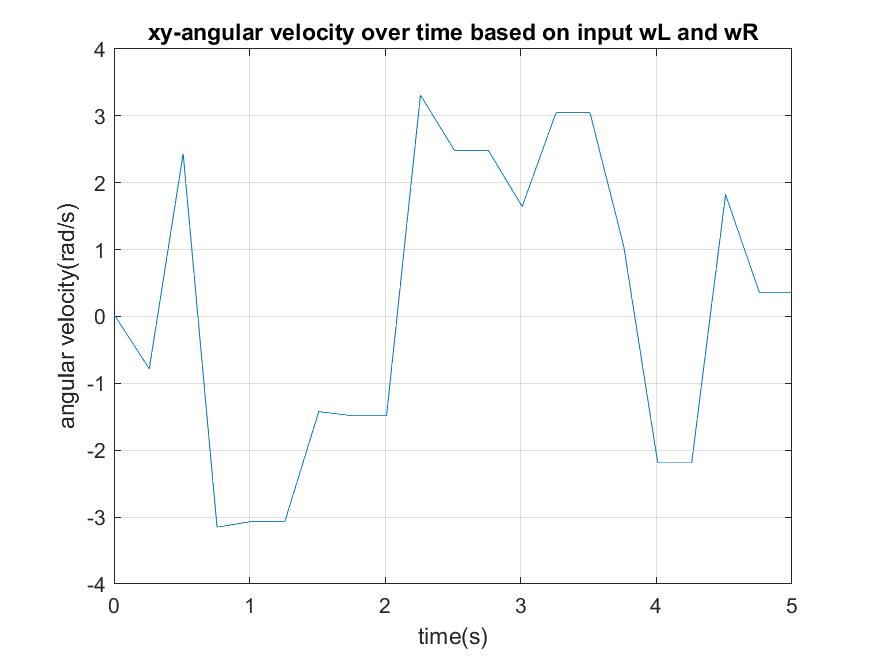 xy-angular velocity over time based on input wL and wR
4
3
2
1
0
-1
-2
-3
-4
angular velocity(rad/s)
0 1 2 3 4 5
time(s)